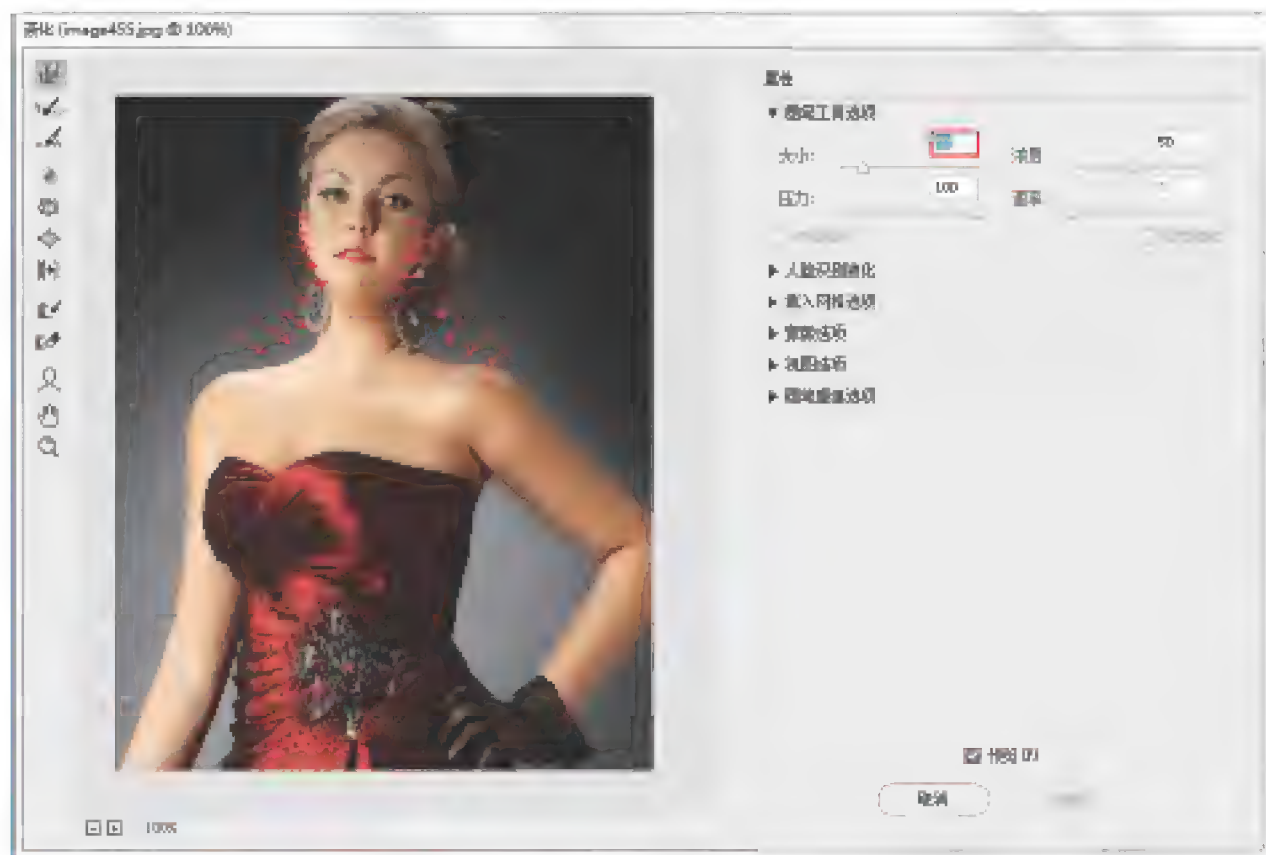 液化 (image455.jpg @ 100%)
属性
画笔工具选项
大小:
浓度 50
压力: 100
速率
人脸识别液化
载入网格选项
蒙版选项
视图选项
画笔重建选项
预览 (P)
取消
100%